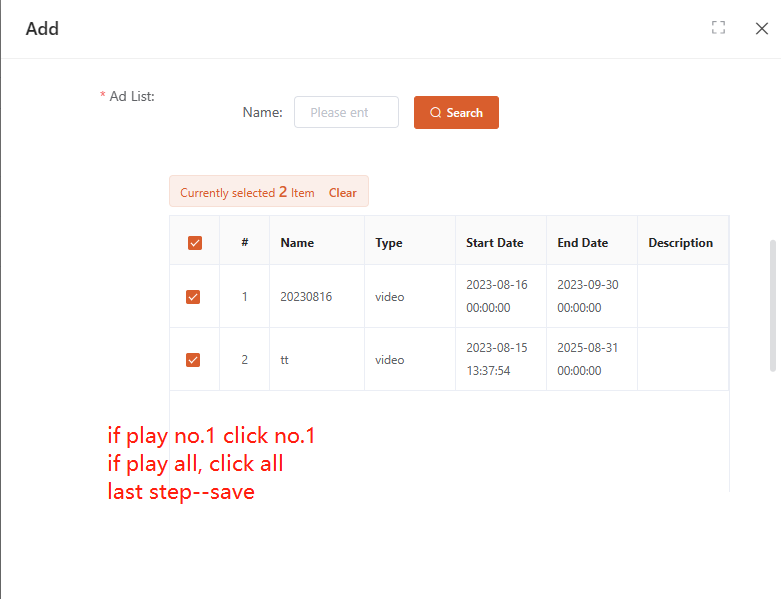 Add
* Ad List:
Name: Please ent Search
Currently selected 2 Item Clear
# Name Type Start Date End Date Description
1 20230816 video 2023-08-16 00:00:00 2023-09-30 00:00:00
2 tt video 2023-08-15 13:37:54 2025-08-31 00:00:00
if play no.1 click no.1
if play all, click all
last step--save